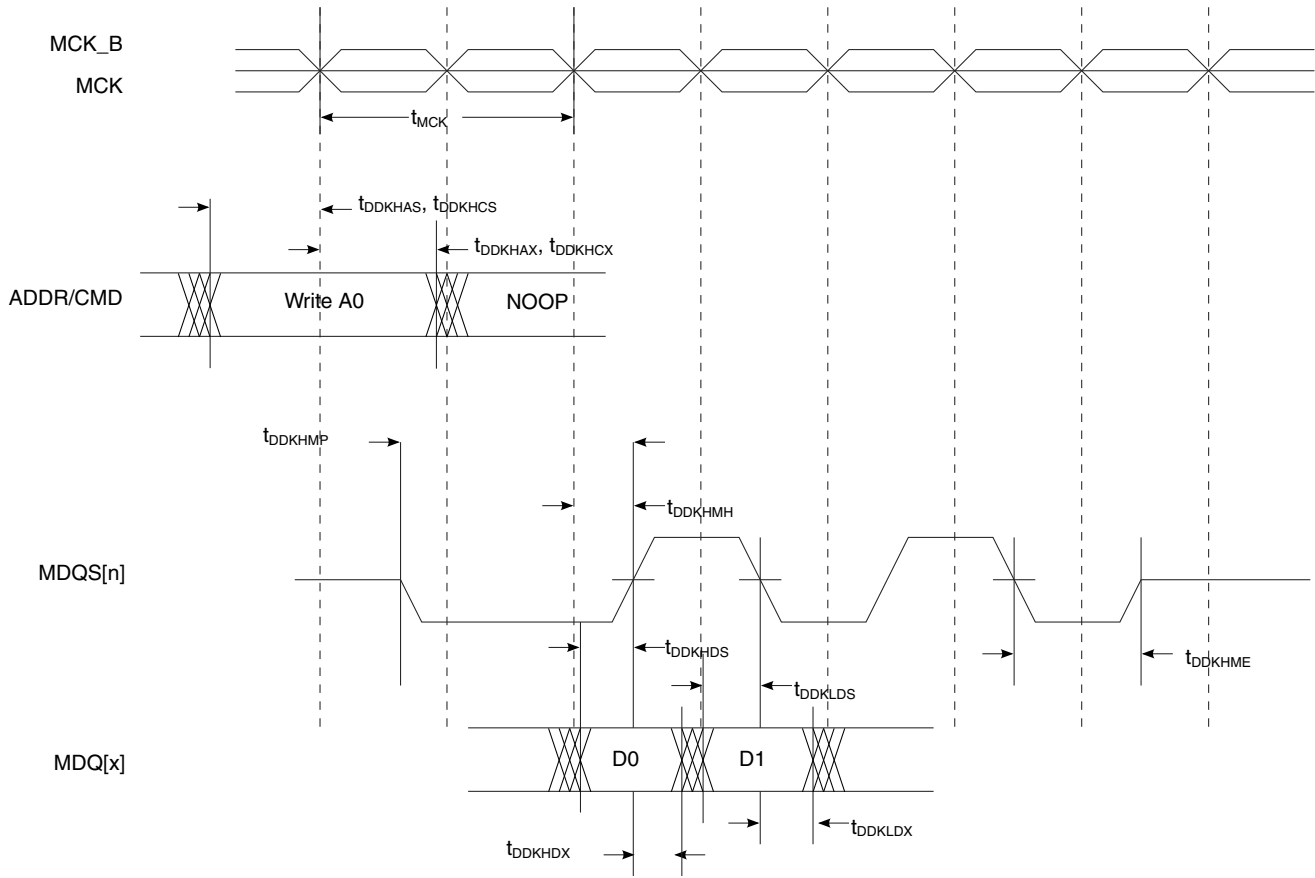 MCK_B
MCK
tMCK
tDDKHAS, tDDKHCS
tDDKHAX, tDDKHCX
ADDR/CMD
Write A0
NOOP
tDDKHMP
tDDKHMH
MDQS[n]
tDDKHDS
tDDKHME
tDDKLDS
MDQ[x]
D0
D1
tDDKLDX
tDDKHDX